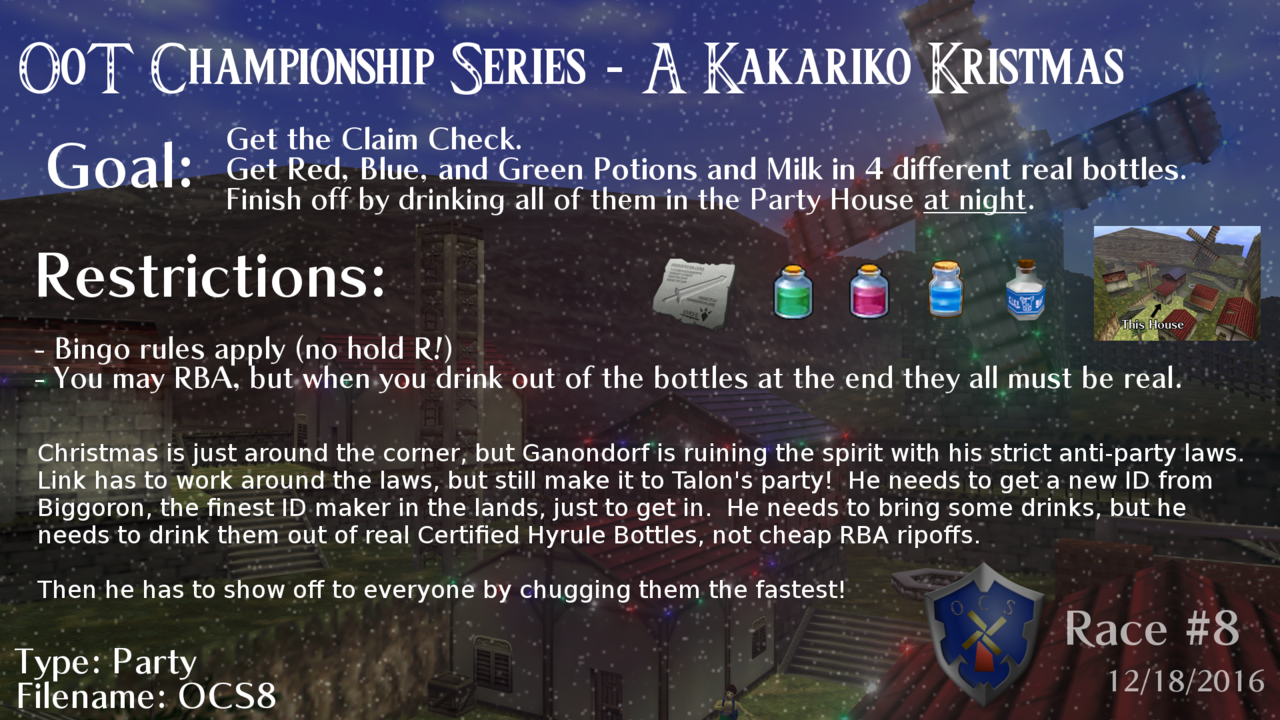 OoT Championship Series - A Kakariko Kristmas
Goal:
Get the Claim Check.
Get Red, Blue, and Green Potions and Milk in 4 different real bottles.
Finish off by drinking all of them in the Party House at night.
Restrictions:
This House
- Bingo rules apply (no hold R!)
- You may RBA, but when you drink out of the bottles at the end they all must be real.
Christmas is just around the corner, but Ganondorf is ruining the spirit with his strict anti-party laws.
Link has to work around the laws, but still make it to Talon's party!  He needs to get a new ID from
Biggoron, the finest ID maker in the lands, just to get in.  He needs to bring some drinks, but he
needs to drink them out of real Certified Hyrule Bottles, not cheap RBA ripoffs.
Then he has to show off to everyone by chugging them the fastest!
OCS
Race #8
12/18/2016
Type: Party
Filename: OCS8